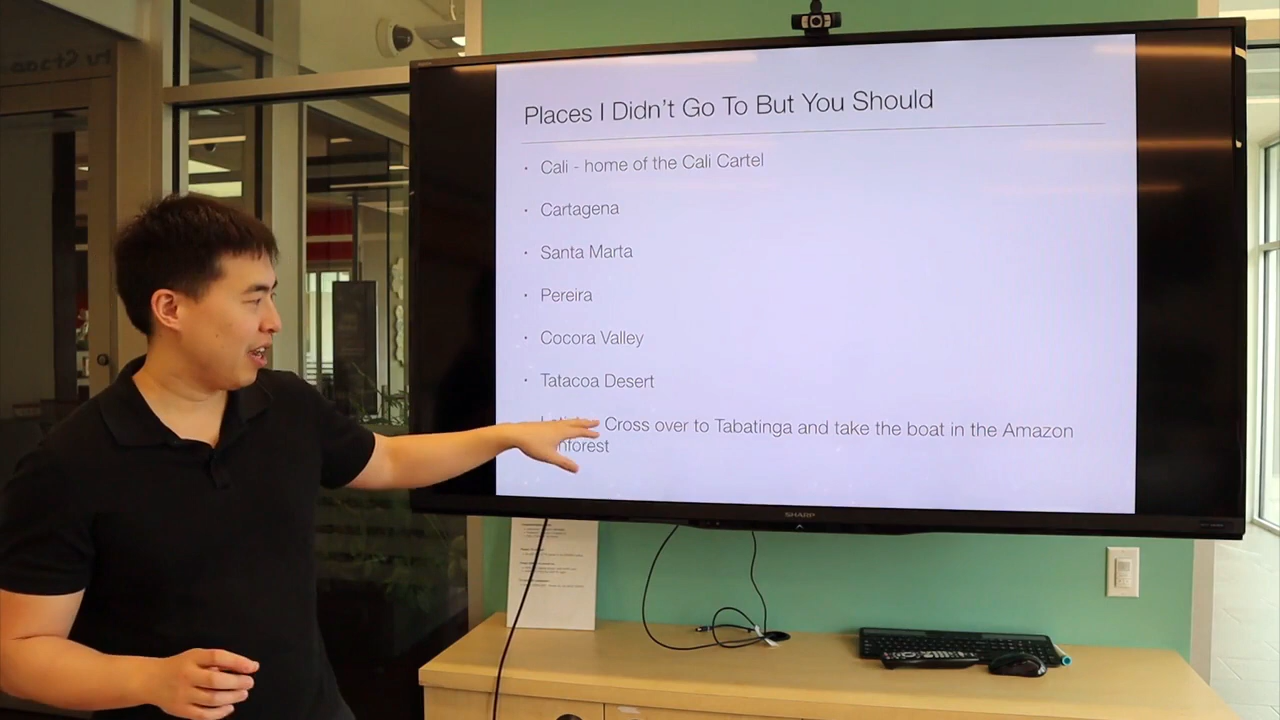 Places I Didn't Go To But You Should
• Cali - home of the Cali Cartel
• Cartagena
• Santa Marta
• Pereira
• Cocora Valley
• Tatacoa Desert
Cross over to Tabatinga and take the boat in the Amazon
SHARP